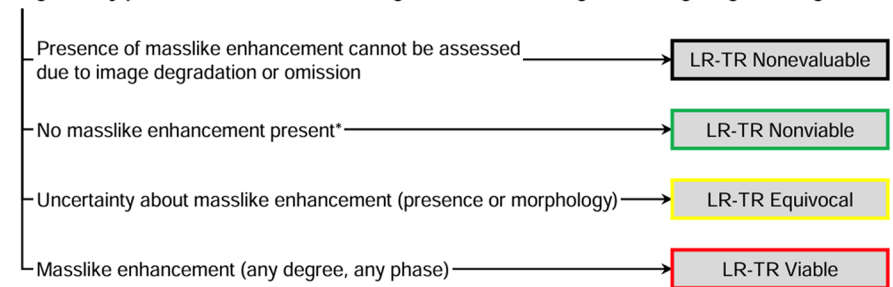 Presence of masslike enhancement cannot be assessed
due to image degradation or omission
LR-TR Nonevaluable
No masslike enhancement present*
LR-TR Nonviable
Uncertainty about masslike enhancement (presence or morphology)
LR-TR Equivocal
Masslike enhancement (any degree, any phase)
LR-TR Viable